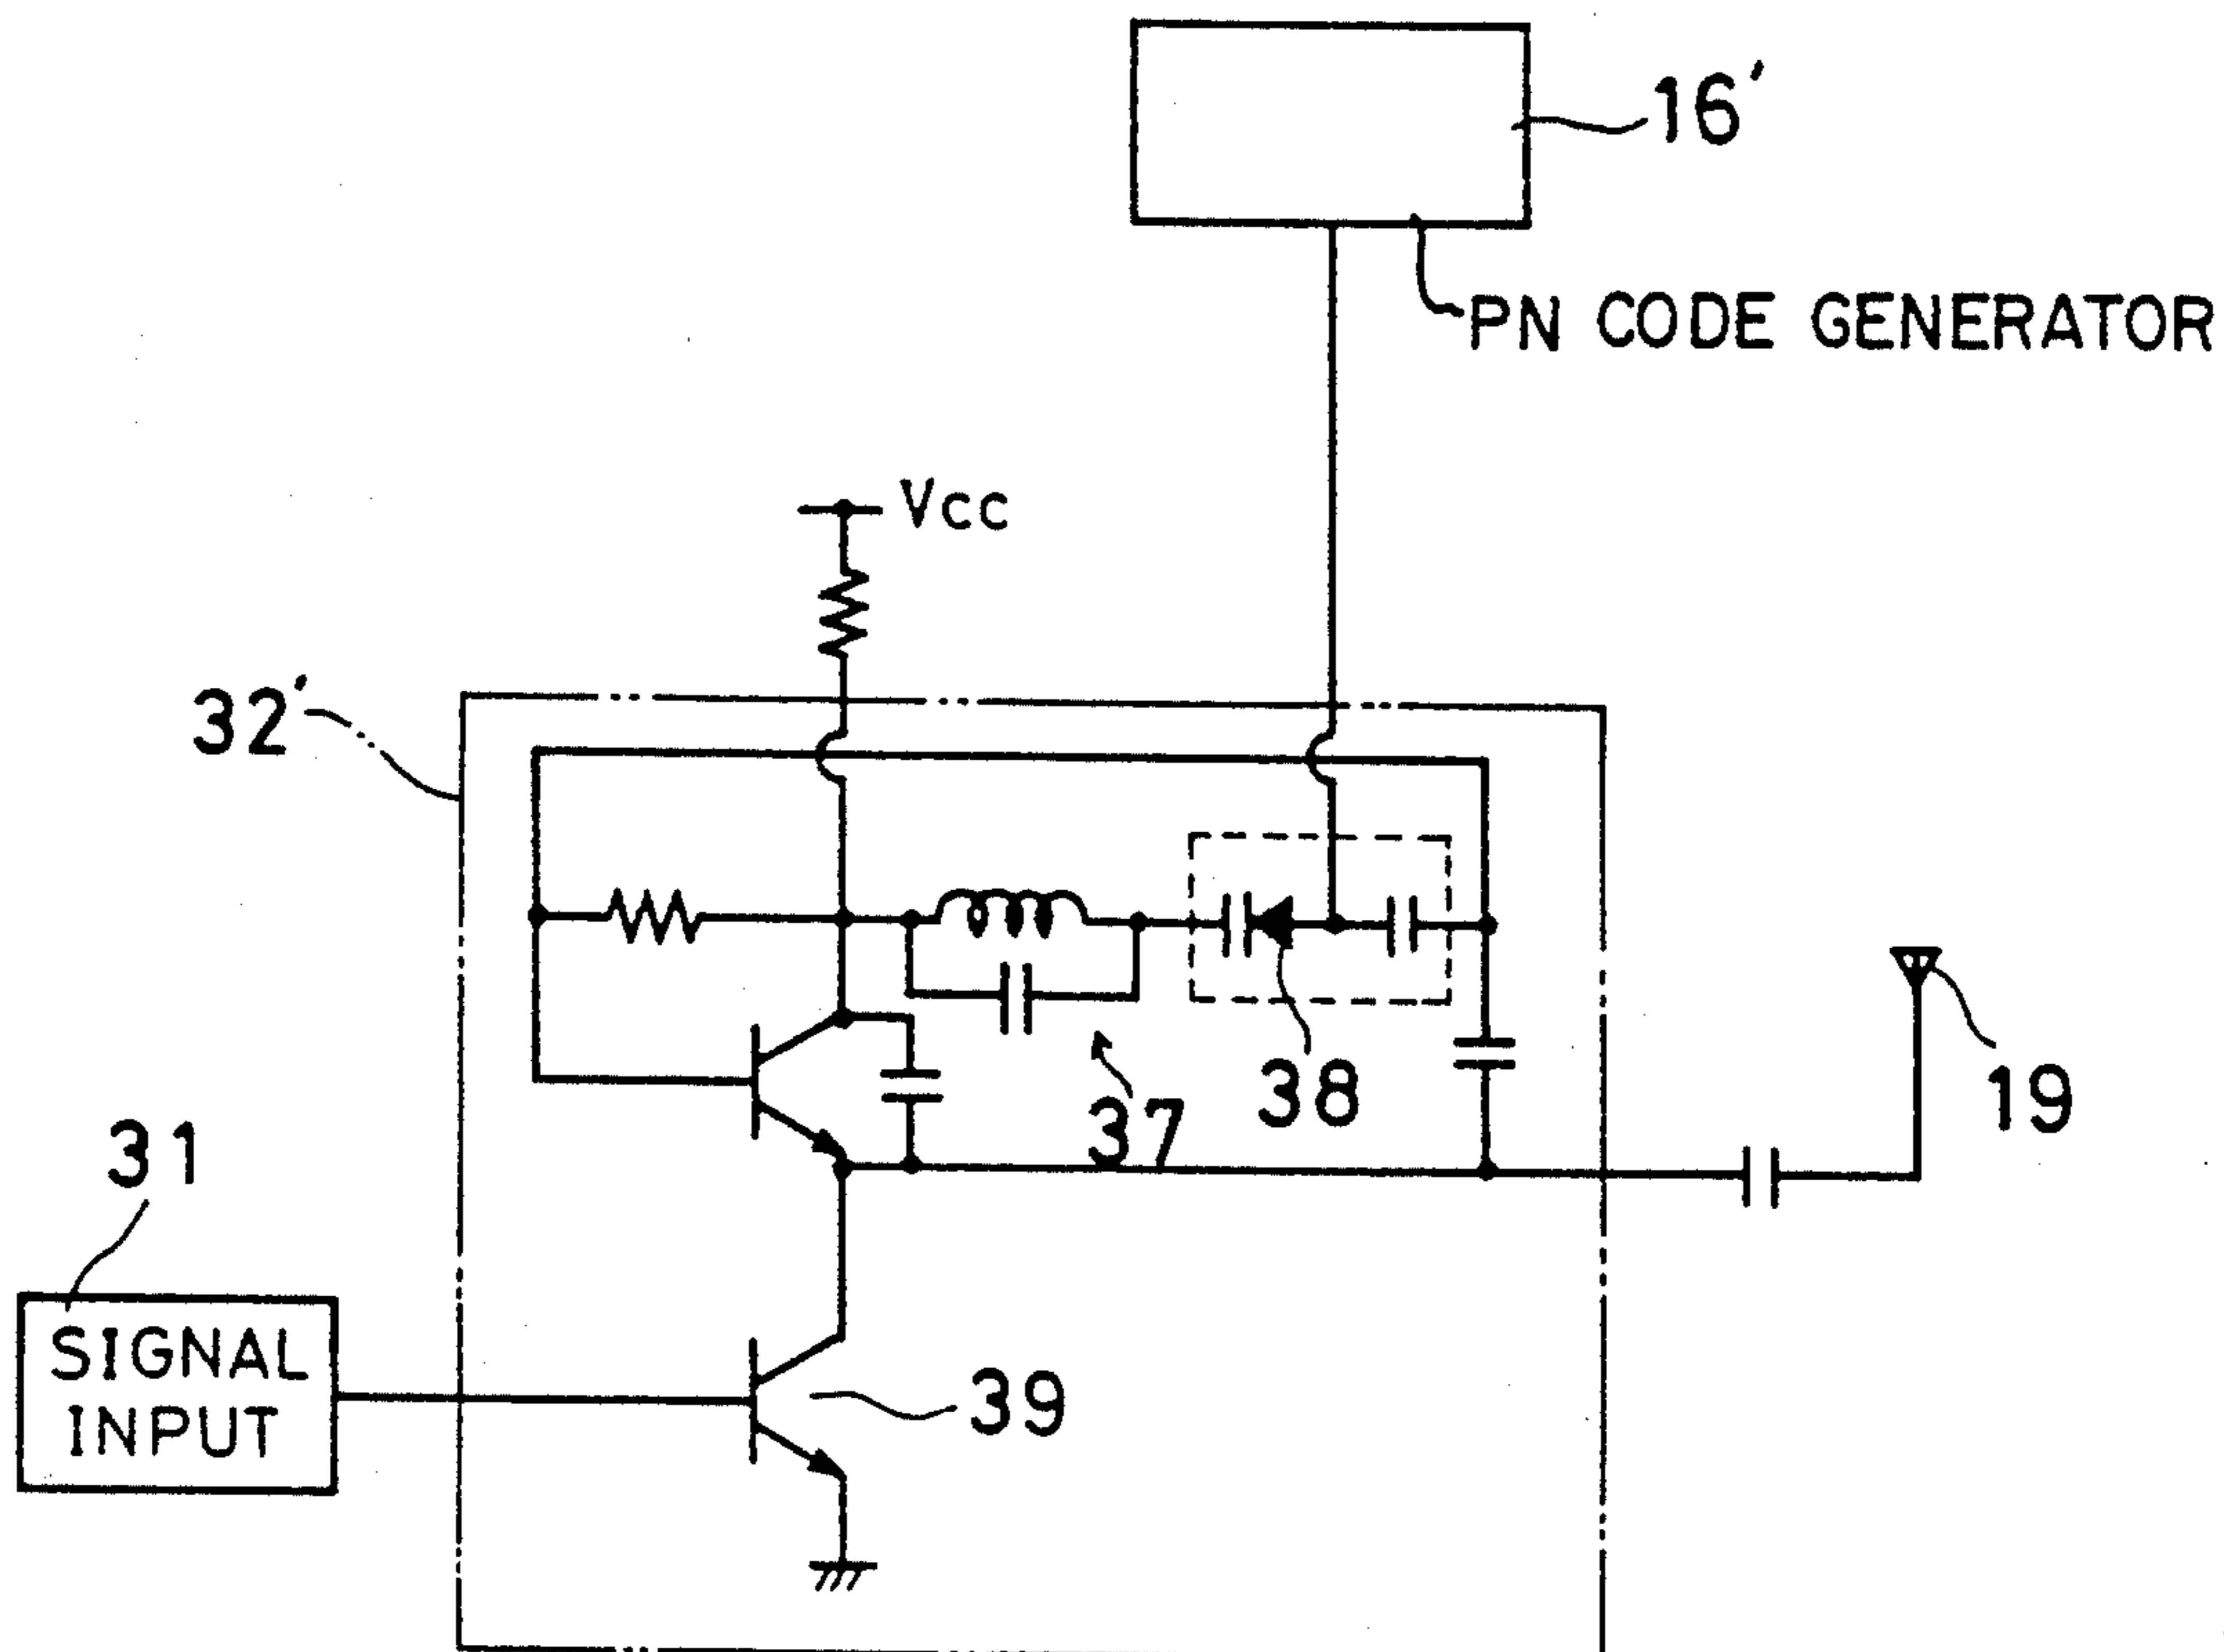 16'
PN CODE GENERATOR
Vcc
32'
38
37
19
31
SIGNAL
INPUT
39